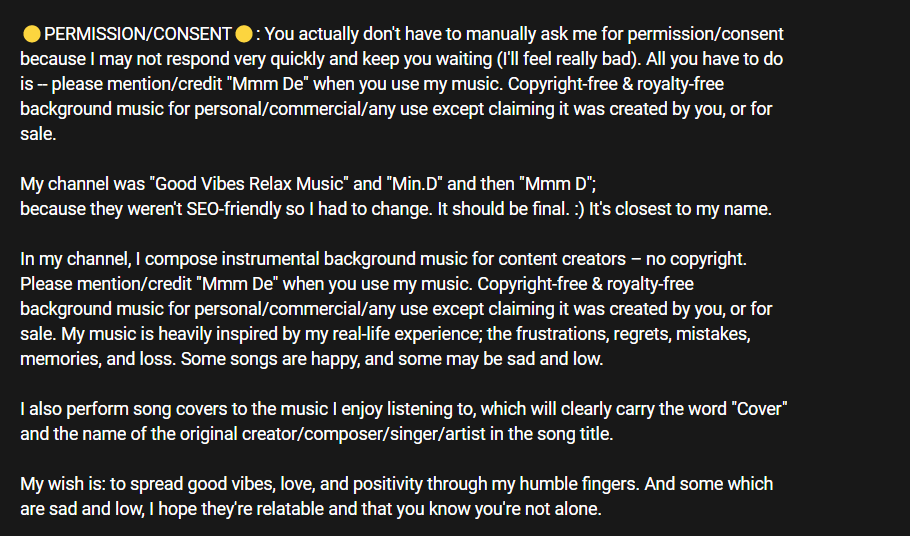 🟡PERMISSION/CONSENT🟡: You actually don't have to manually ask me for permission/consent
because I may not respond very quickly and keep you waiting (I'll feel really bad). All you have to do
is -- please mention/credit "Mmm De" when you use my music. Copyright-free & royalty-free
background music for personal/commercial/any use except claiming it was created by you, or for
sale.
My channel was "Good Vibes Relax Music" and "Min.D" and then "Mmm D";
because they weren't SEO-friendly so I had to change. It should be final. :) It's closest to my name.
In my channel, I compose instrumental background music for content creators – no copyright.
Please mention/credit "Mmm De" when you use my music. Copyright-free & royalty-free
background music for personal/commercial/any use except claiming it was created by you, or for
sale. My music is heavily inspired by my real-life experience; the frustrations, regrets, mistakes,
memories, and loss. Some songs are happy, and some may be sad and low.
I also perform song covers to the music I enjoy listening to, which will clearly carry the word "Cover"
and the name of the original creator/composer/singer/artist in the song title.
My wish is: to spread good vibes, love, and positivity through my humble fingers. And some which
are sad and low, I hope they're relatable and that you know you're not alone.